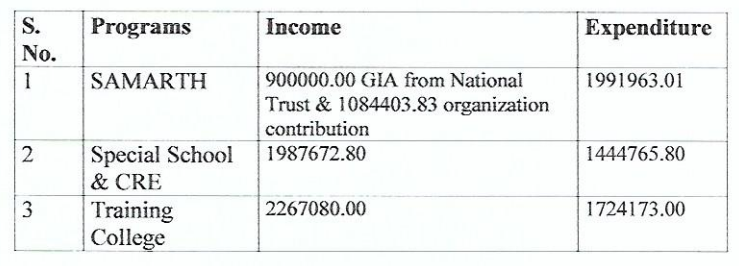 S. No. Programs Income Expenditure
1 SAMARTH 900000.00 GIA from National Trust & 1084403.83 organization contribution 1991963.01
2 Special School & CRE 1987672.80 1444765.80
3 Training College 2267080.00 1724173.00